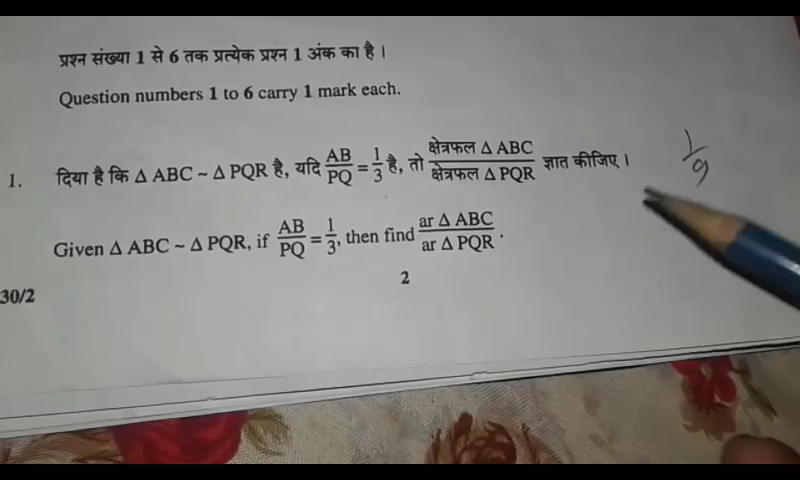 प्रश्न संख्या 1 से 6 तक प्रत्येक प्रश्न 1 अंक का है ।
Question numbers 1 to 6 carry 1 mark each.
1. दिया है कि Δ ABC ~ Δ PQR है, यदि AB/PQ = 1/3 है, तो क्षेत्रफल Δ ABC/क्षेत्रफल Δ PQR ज्ञात कीजिए । 1/9
Given Δ ABC ~ Δ PQR, if AB/PQ = 1/3, then find ar Δ ABC/ar Δ PQR .
30/2
2